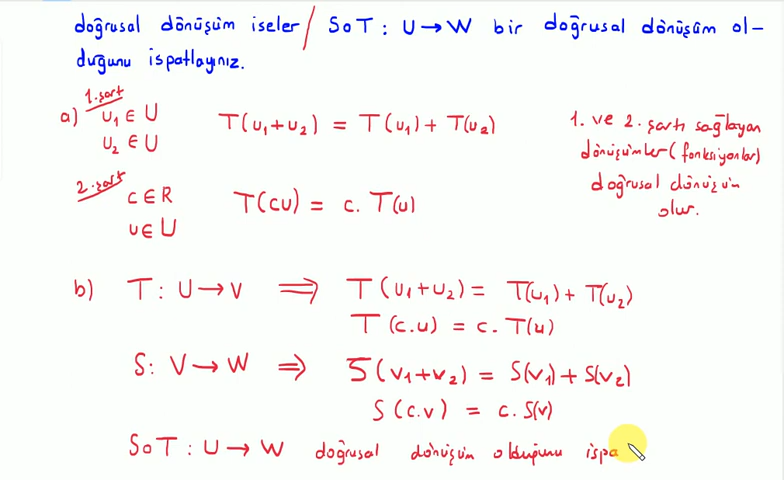 doğrusal dönüşüm iseler / SoT : U → W bir doğrusal dönüşüm ol-
duğunu ispatlayınız.
1. şart
a) u₁ ∈ U T(u₁+u₂) = T(u₁) + T(u₂)
u₂ ∈ U
2. şart
c ∈ R T(cu) = c. T(u)
u ∈ U
1. ve 2. şartı sağlayan
dönüşümler (fonksiyonlar)
doğrusal dönüşüm
olur.
b) T : U → V ⟹ T(u₁+u₂) = T(u₁) + T(u₂)
T(c.u) = c. T(u)
S : V → W ⟹ S(v₁+v₂) = S(v₁) + S(v₂)
S(c.v) = c. S(v)
SoT : U → W doğrusal dönüşüm olduğunu ispa